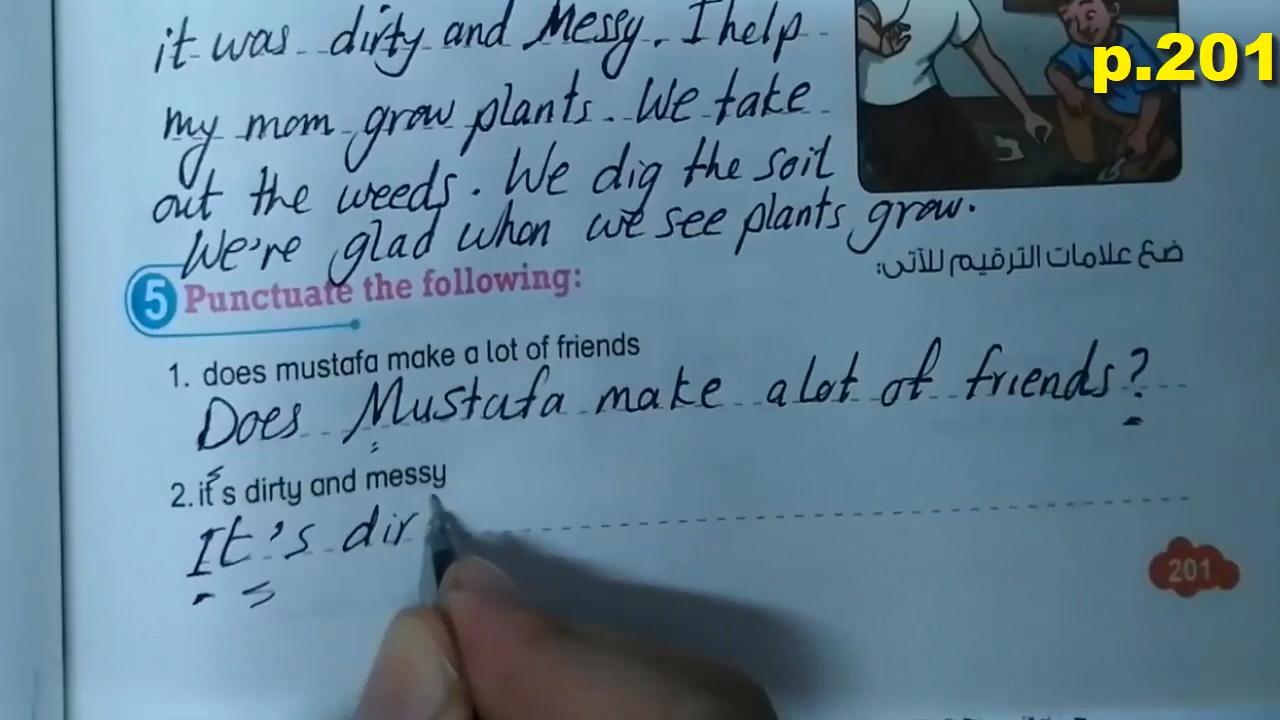 it was dirty and Messy. I help
p.201
my mom grow plants. We take
out the weeds. We dig the soil
We're glad when we see plants grow.
ضع علامات الترقيم للآتى:
5 Punctuate the following:
1. does mustafa make a lot of friends
Does Mustafa make a lot of friends?
2. it s dirty and messy
It's dir
201